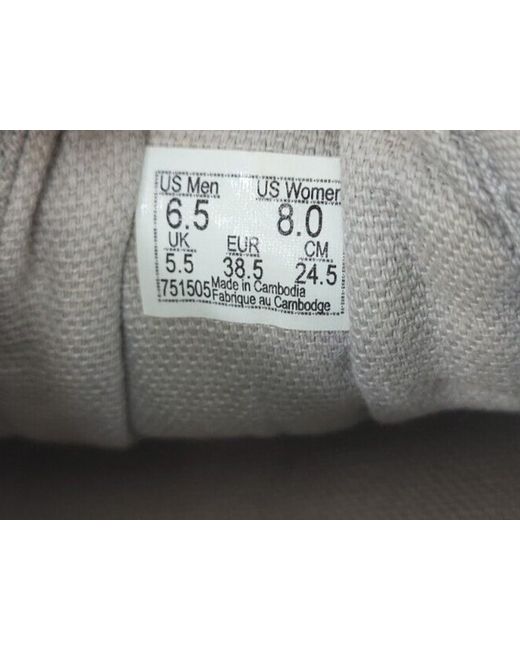 US Men US Women
6.5 8.0
UK EUR CM
5.5 38.5 24.5
751505 Made in Cambodia
Fabrique au Cambodge